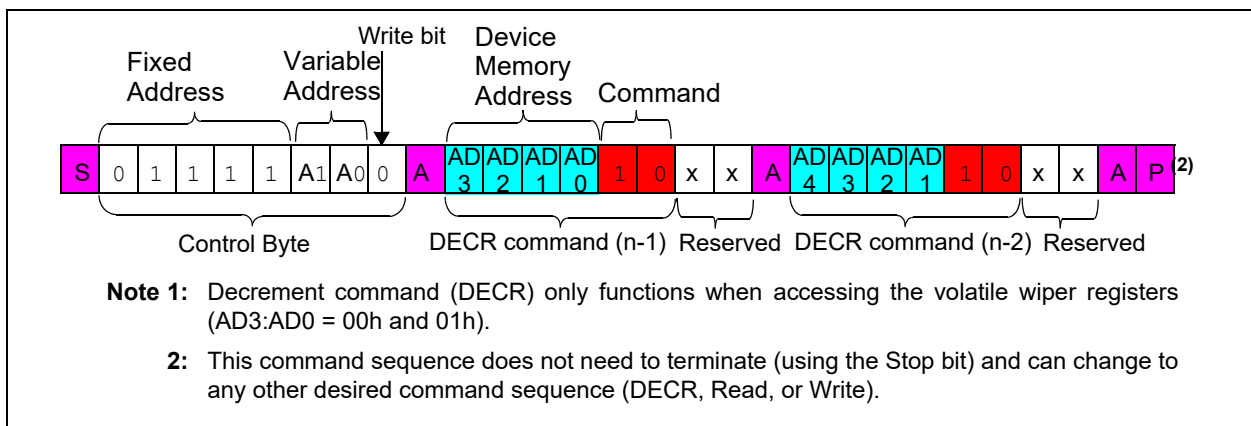 Write bit
Device
Memory
Address
Fixed
Address
Variable
Address
Command
S 0 1 1 1 1 A1 A0 0 A AD3 AD2 AD1 AD0 1 0 x x A AD4 AD3 AD2 AD1 1 0 x x A P (2)
Control Byte
DECR command (n-1)
Reserved
DECR command (n-2)
Reserved
Note 1: Decrement command (DECR) only functions when accessing the volatile wiper registers
(AD3:AD0 = 00h and 01h).
2: This command sequence does not need to terminate (using the Stop bit) and can change to
any other desired command sequence (DECR, Read, or Write).